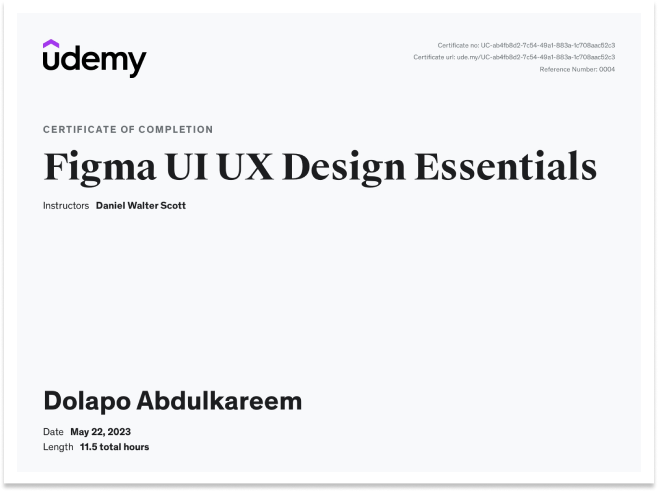 udemy
Certificate no: UC-ab4fb8d2-7c54-49a1-883a-1c708aac52c3
Certificate url: ude.my/UC-ab4fb8d2-7c54-49a1-883a-1c708aac52c3
Reference Number: 0004
CERTIFICATE OF COMPLETION
Figma UI UX Design Essentials
Instructors Daniel Walter Scott
Dolapo Abdulkareem
Date May 22, 2023
Length 11.5 total hours